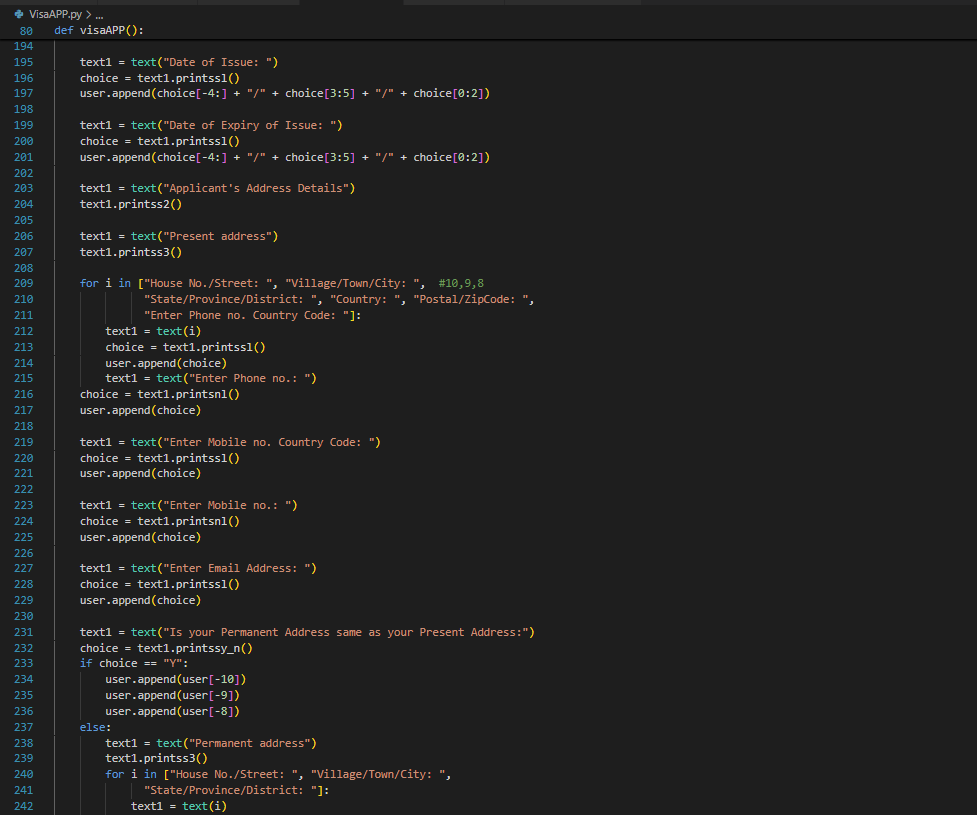 VisaAPP.py > ...
80 def visaAPP():
194
195 text1 = text("Date of Issue: ")
196 choice = text1.printssl()
197 user.append(choice[-4:] + "/" + choice[3:5] + "/" + choice[0:2])
198
199 text1 = text("Date of Expiry of Issue: ")
200 choice = text1.printssl()
201 user.append(choice[-4:] + "/" + choice[3:5] + "/" + choice[0:2])
202
203 text1 = text("Applicant's Address Details")
204 text1.printss2()
205
206 text1 = text("Present address")
207 text1.printss3()
208
209 for i in ["House No./Street: ", "Village/Town/City: ", #10,9,8
210 "State/Province/District: ", "Country: ", "Postal/ZipCode: ",
211 "Enter Phone no. Country Code: "]:
212 text1 = text(i)
213 choice = text1.printssl()
214 user.append(choice)
215 text1 = text("Enter Phone no.: ")
216 choice = text1.printsnl()
217 user.append(choice)
218
219 text1 = text("Enter Mobile no. Country Code: ")
220 choice = text1.printssl()
221 user.append(choice)
222
223 text1 = text("Enter Mobile no.: ")
224 choice = text1.printsnl()
225 user.append(choice)
226
227 text1 = text("Enter Email Address: ")
228 choice = text1.printssl()
229 user.append(choice)
230
231 text1 = text("Is your Permanent Address same as your Present Address:")
232 choice = text1.printssy_n()
233 if choice == "Y":
234 user.append(user[-10])
235 user.append(user[-9])
236 user.append(user[-8])
237 else:
238 text1 = text("Permanent address")
239 text1.printss3()
240 for i in ["House No./Street: ", "Village/Town/City: ",
241 "State/Province/District: "]:
242 text1 = text(i)